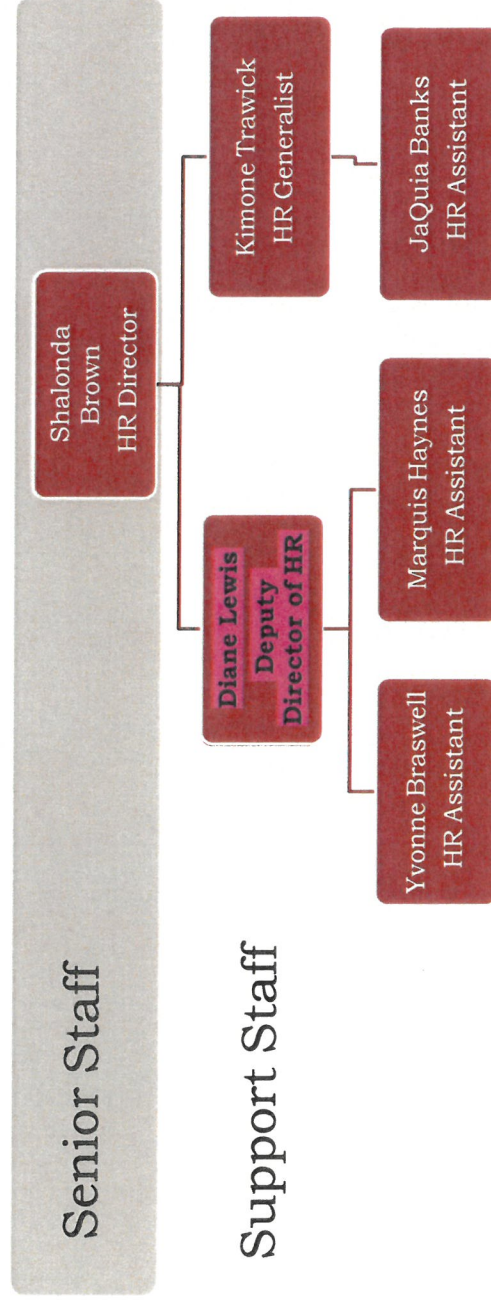 Senior Staff
Shalonda
Brown
HR Director
Support Staff
Diane Lewis
Deputy
Director of HR
Kimone Trawick
HR Generalist
Yvonne Braswell
HR Assistant
Marquis Haynes
HR Assistant
JaQuia Banks
HR Assistant